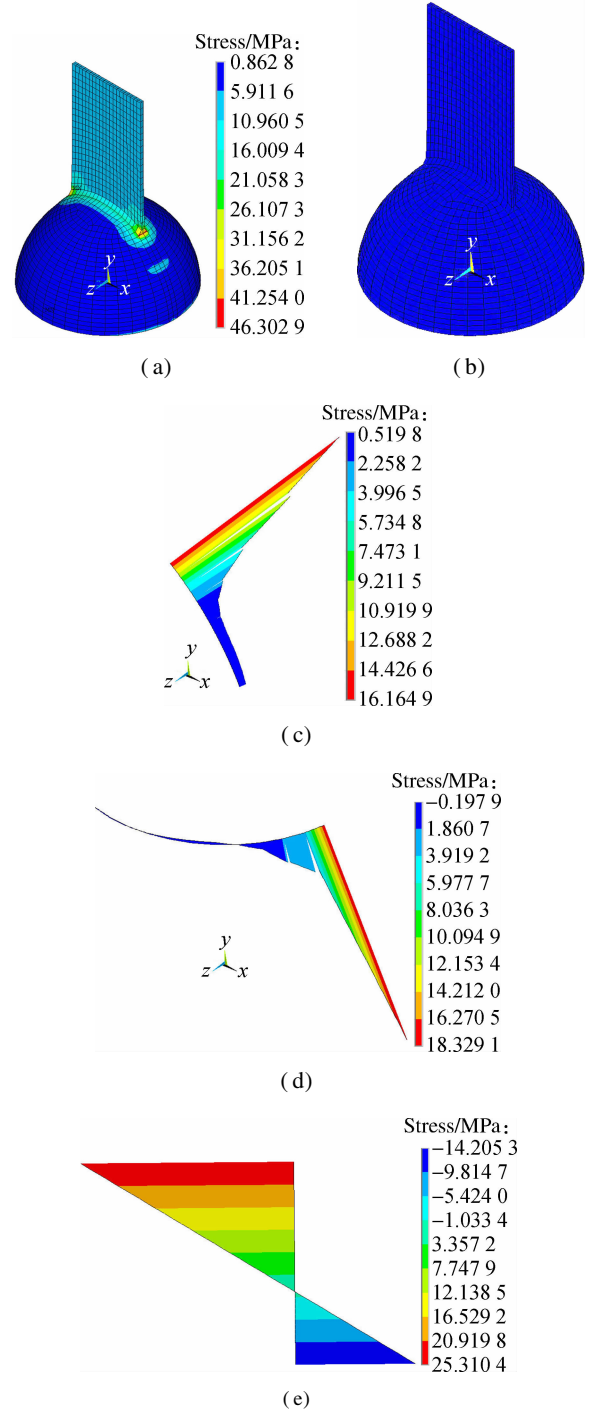 Stress/MPa:
0.862 8
5.911 6
10.960 5
16.009 4
21.058 3
26.107 3
31.156 2
36.205 1
41.254 0
46.302 9
y
z x
y
z x
(a)
(b)
Stress/MPa:
0.519 8
2.258 2
3.996 5
5.734 8
7.473 1
9.211 5
10.919 9
12.688 2
14.426 6
16.164 9
y
z x
(c)
Stress/MPa:
−0.197 9
1.860 7
3.919 2
5.977 7
8.036 3
10.094 9
12.153 4
14.212 0
16.270 5
18.329 1
y
z x
(d)
Stress/MPa:
−14.205 3
−9.814 7
−5.424 0
−1.033 4
3.357 2
7.747 9
12.138 5
16.529 2
20.919 8
25.310 4
(e)